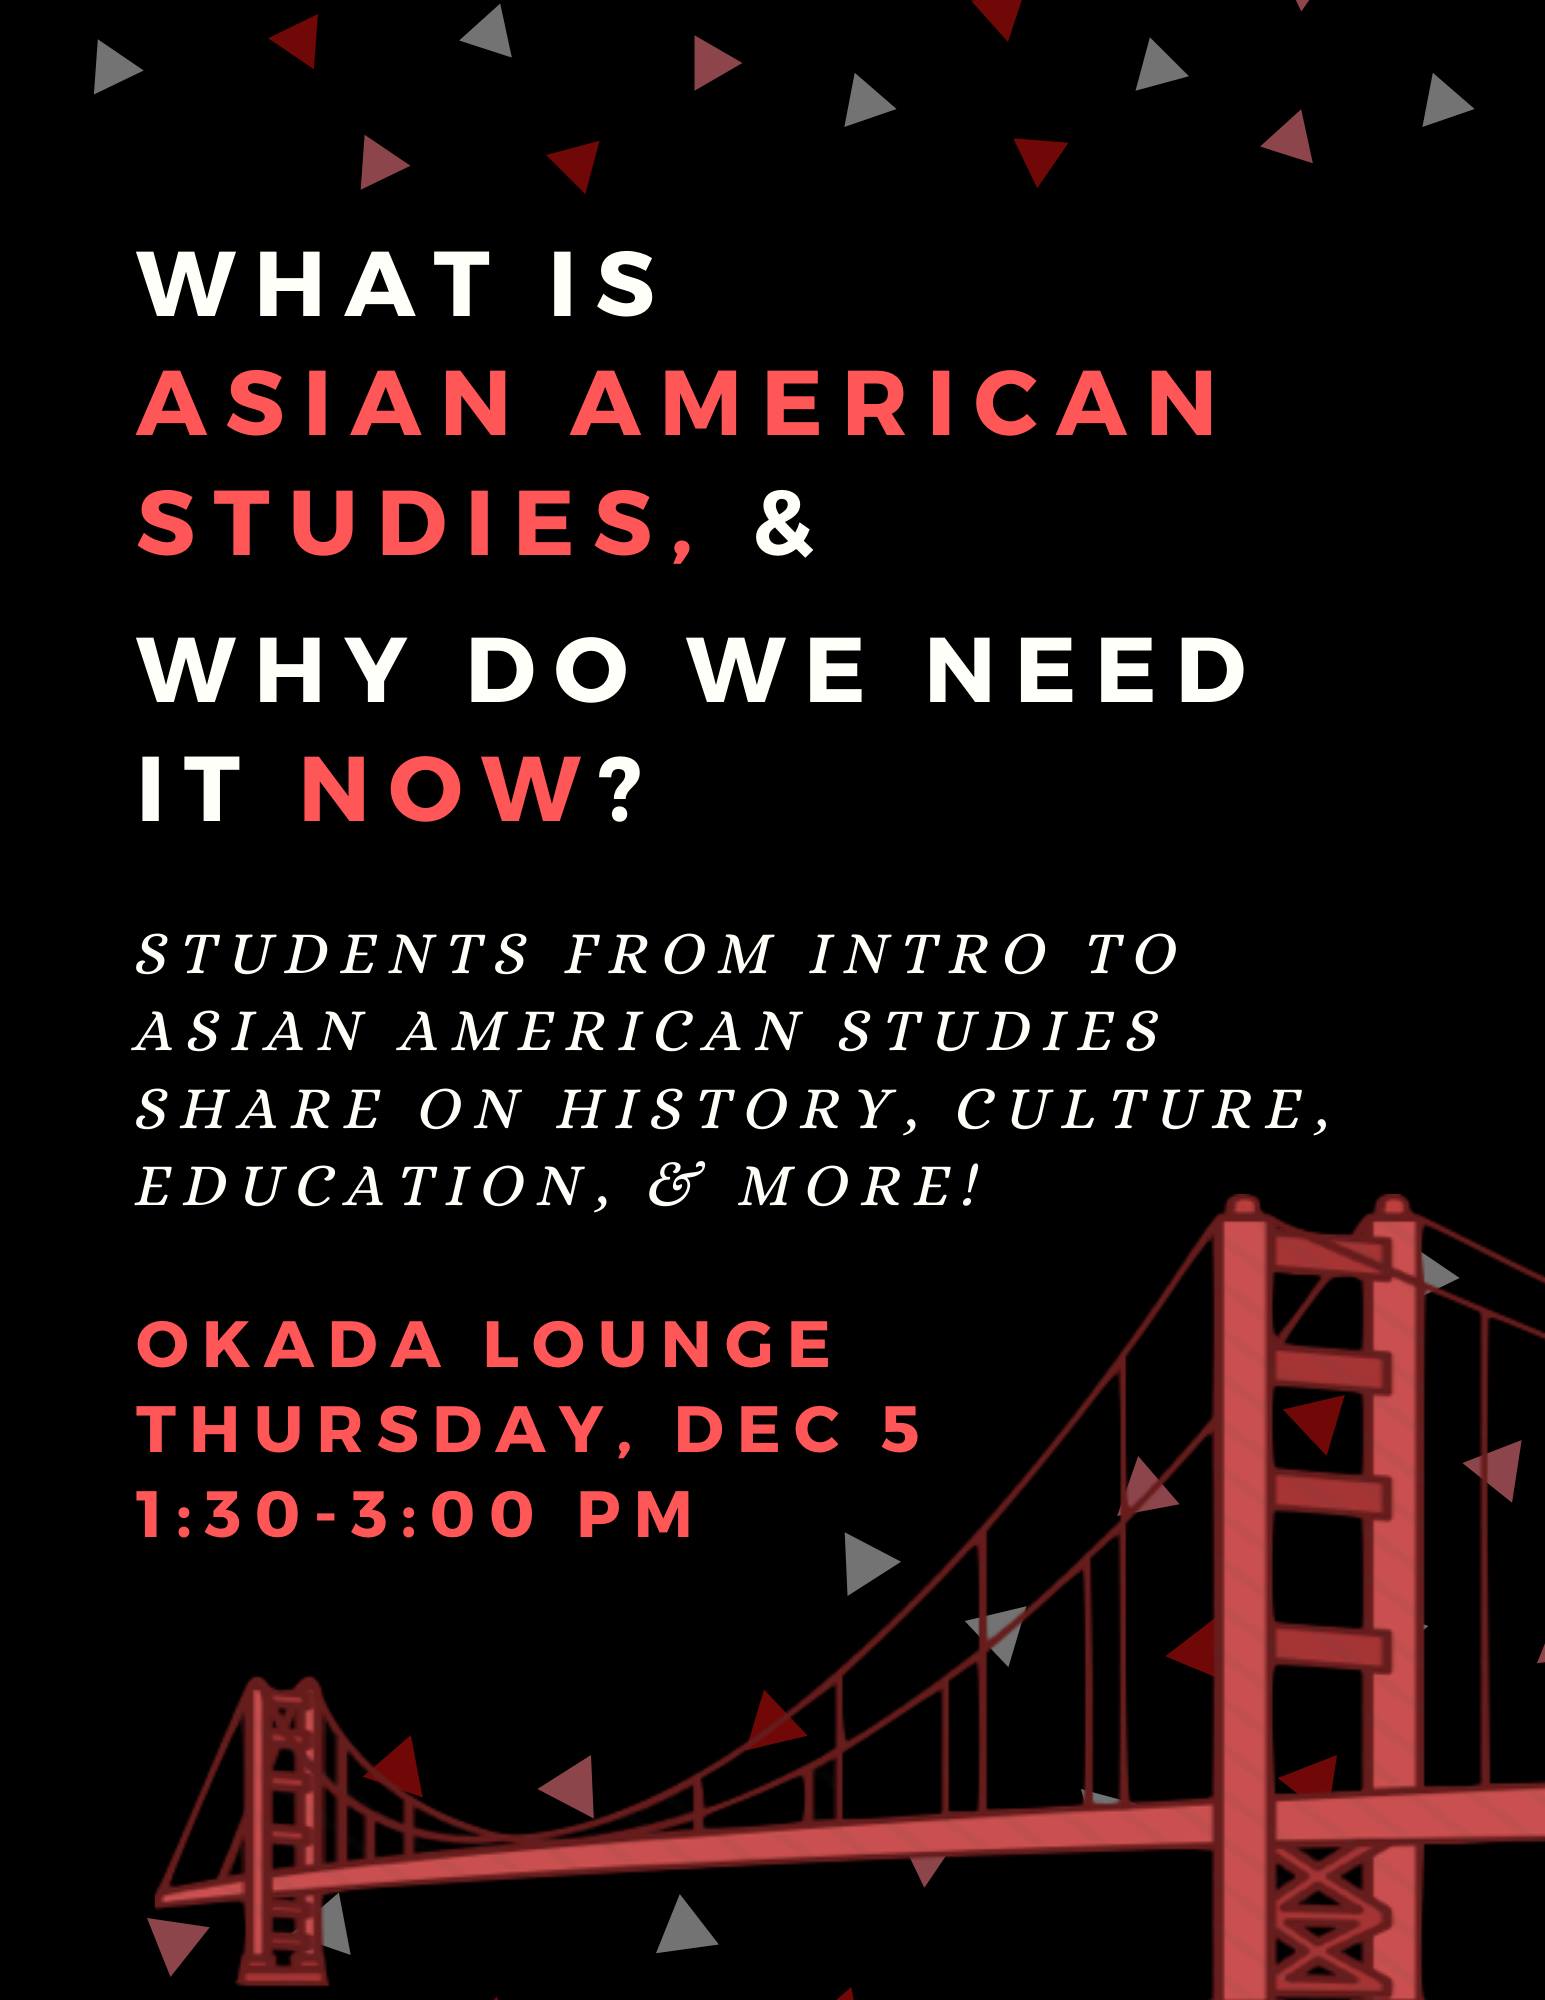 WHAT IS
ASIAN AMERICAN
STUDIES, &
WHY DO WE NEED
IT NOW?
STUDENTS FROM INTRO TO
ASIAN AMERICAN STUDIES
SHARE ON HISTORY, CULTURE,
EDUCATION, & MORE!
OKADA LOUNGE
THURSDAY, DEC 5
1:30-3:00 PM